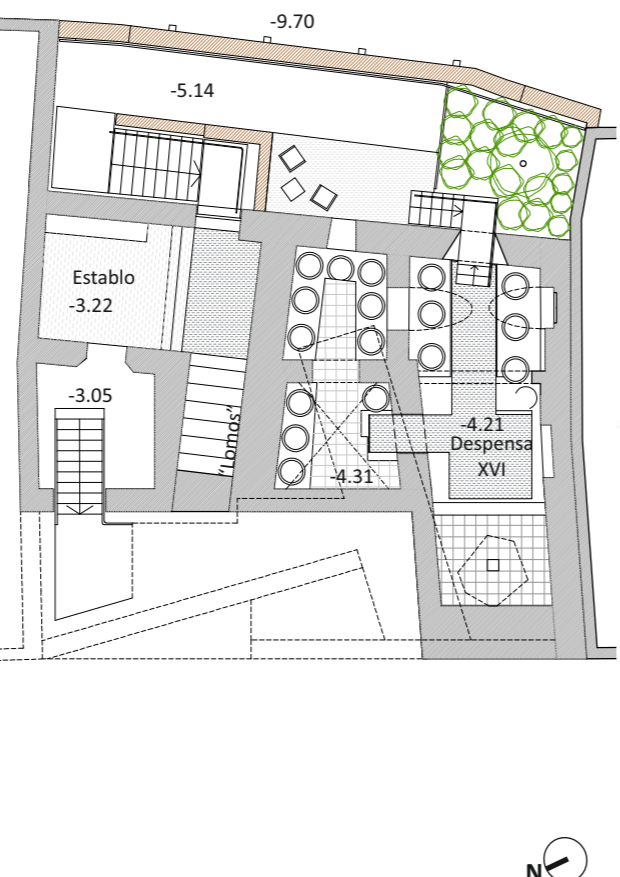 -9.70
-5.14
Establo
-3.22
-3.05
"Lomos"
-4.21
Despensa
XVI
-4.31
N